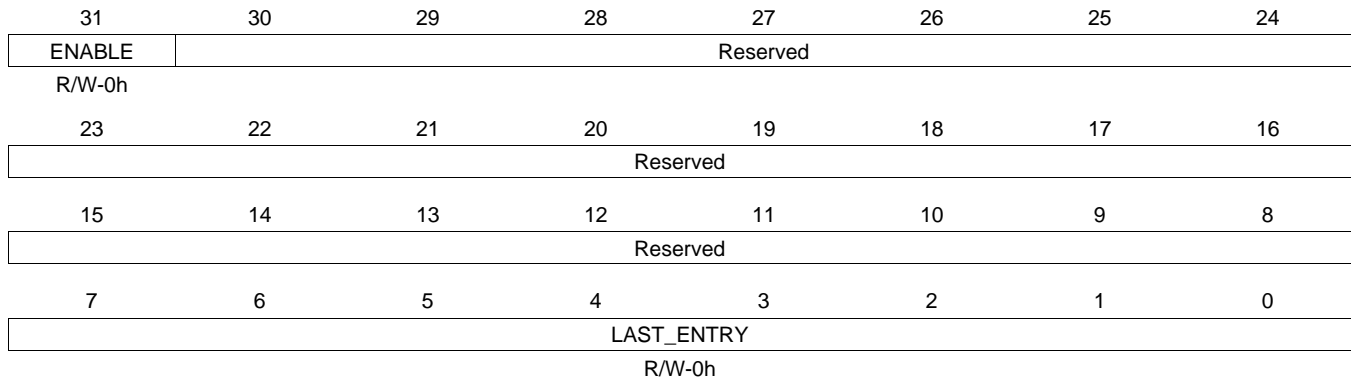 31 30 29 28 27 26 25 24
ENABLE Reserved
R/W-0h
23 22 21 20 19 18 17 16
Reserved
15 14 13 12 11 10 9 8
Reserved
7 6 5 4 3 2 1 0
LAST_ENTRY
R/W-0h